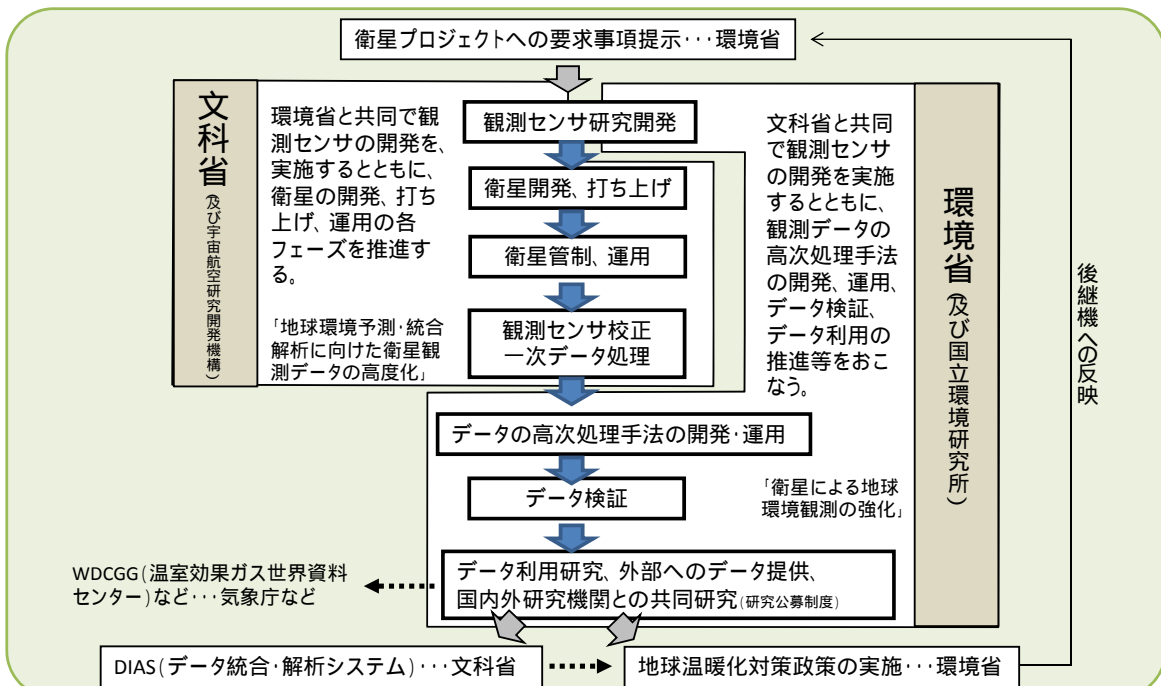 衛星プロジェクトへの要求事項提示･･･環境省
文科省(及び宇宙航空研究開発機構)
環境省と共同で観
測センサの開発を、
実施するとともに、
衛星の開発、打ち
上げ、運用の各
フェーズを推進す
る。
「地球環境予測･統合
解析に向けた衛星観
測データの高度化」
観測センサ研究開発
衛星開発、打ち上げ
衛星管制、運用
観測センサ校正
一次データ処理
データの高次処理手法の開発･運用
データ検証
データ利用研究、外部へのデータ提供、
国内外研究機関との共同研究(研究公募制度)
文科省と共同
で観測センサ
の開発を実施
するとともに、
観測データの
高次処理手法
の開発、運用、
データ検証、
データ利用の
推進等をおこ
なう。
「衛星による地球
環境観測の強化」
環境省(及び国立環境研究所)
後継機への反映
WDCGG(温室効果ガス世界資料
センター)など･･･気象庁など
DIAS(データ統合･解析システム)･･･文科省
地球温暖化対策政策の実施･･･環境省